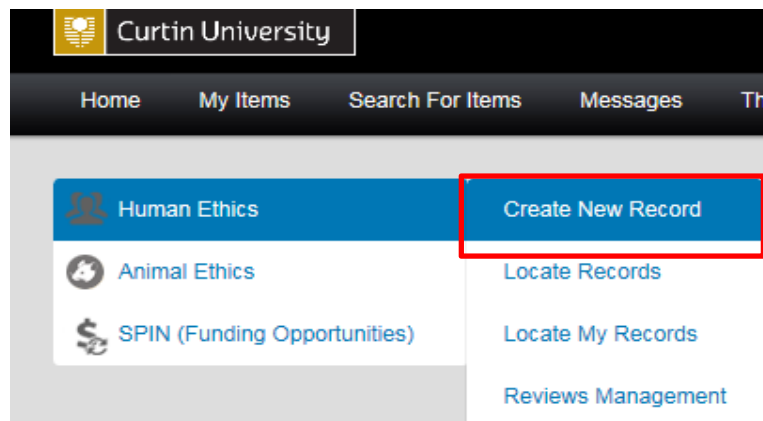 Curtin University
Home My Items Search For Items Messages Th
Human Ethics Create New Record
Animal Ethics Locate Records
SPIN (Funding Opportunities) Locate My Records
Reviews Management